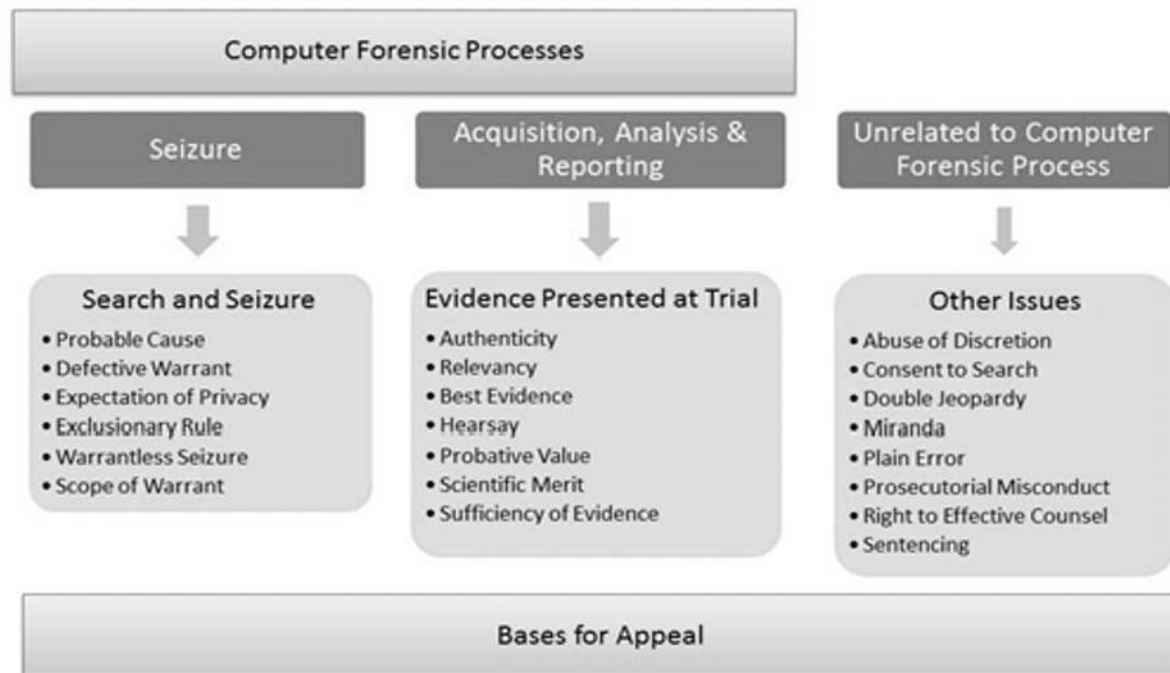 Computer Forensic Processes
Seizure
Acquisition, Analysis &
Reporting
Unrelated to Computer
Forensic Process
Search and Seizure
• Probable Cause
• Defective Warrant
• Expectation of Privacy
• Exclusionary Rule
• Warrantless Seizure
• Scope of Warrant
Evidence Presented at Trial
• Authenticity
• Relevancy
• Best Evidence
• Hearsay
• Probative Value
• Scientific Merit
• Sufficiency of Evidence
Other Issues
• Abuse of Discretion
• Consent to Search
• Double Jeopardy
• Miranda
• Plain Error
• Prosecutorial Misconduct
• Right to Effective Counsel
• Sentencing
Bases for Appeal